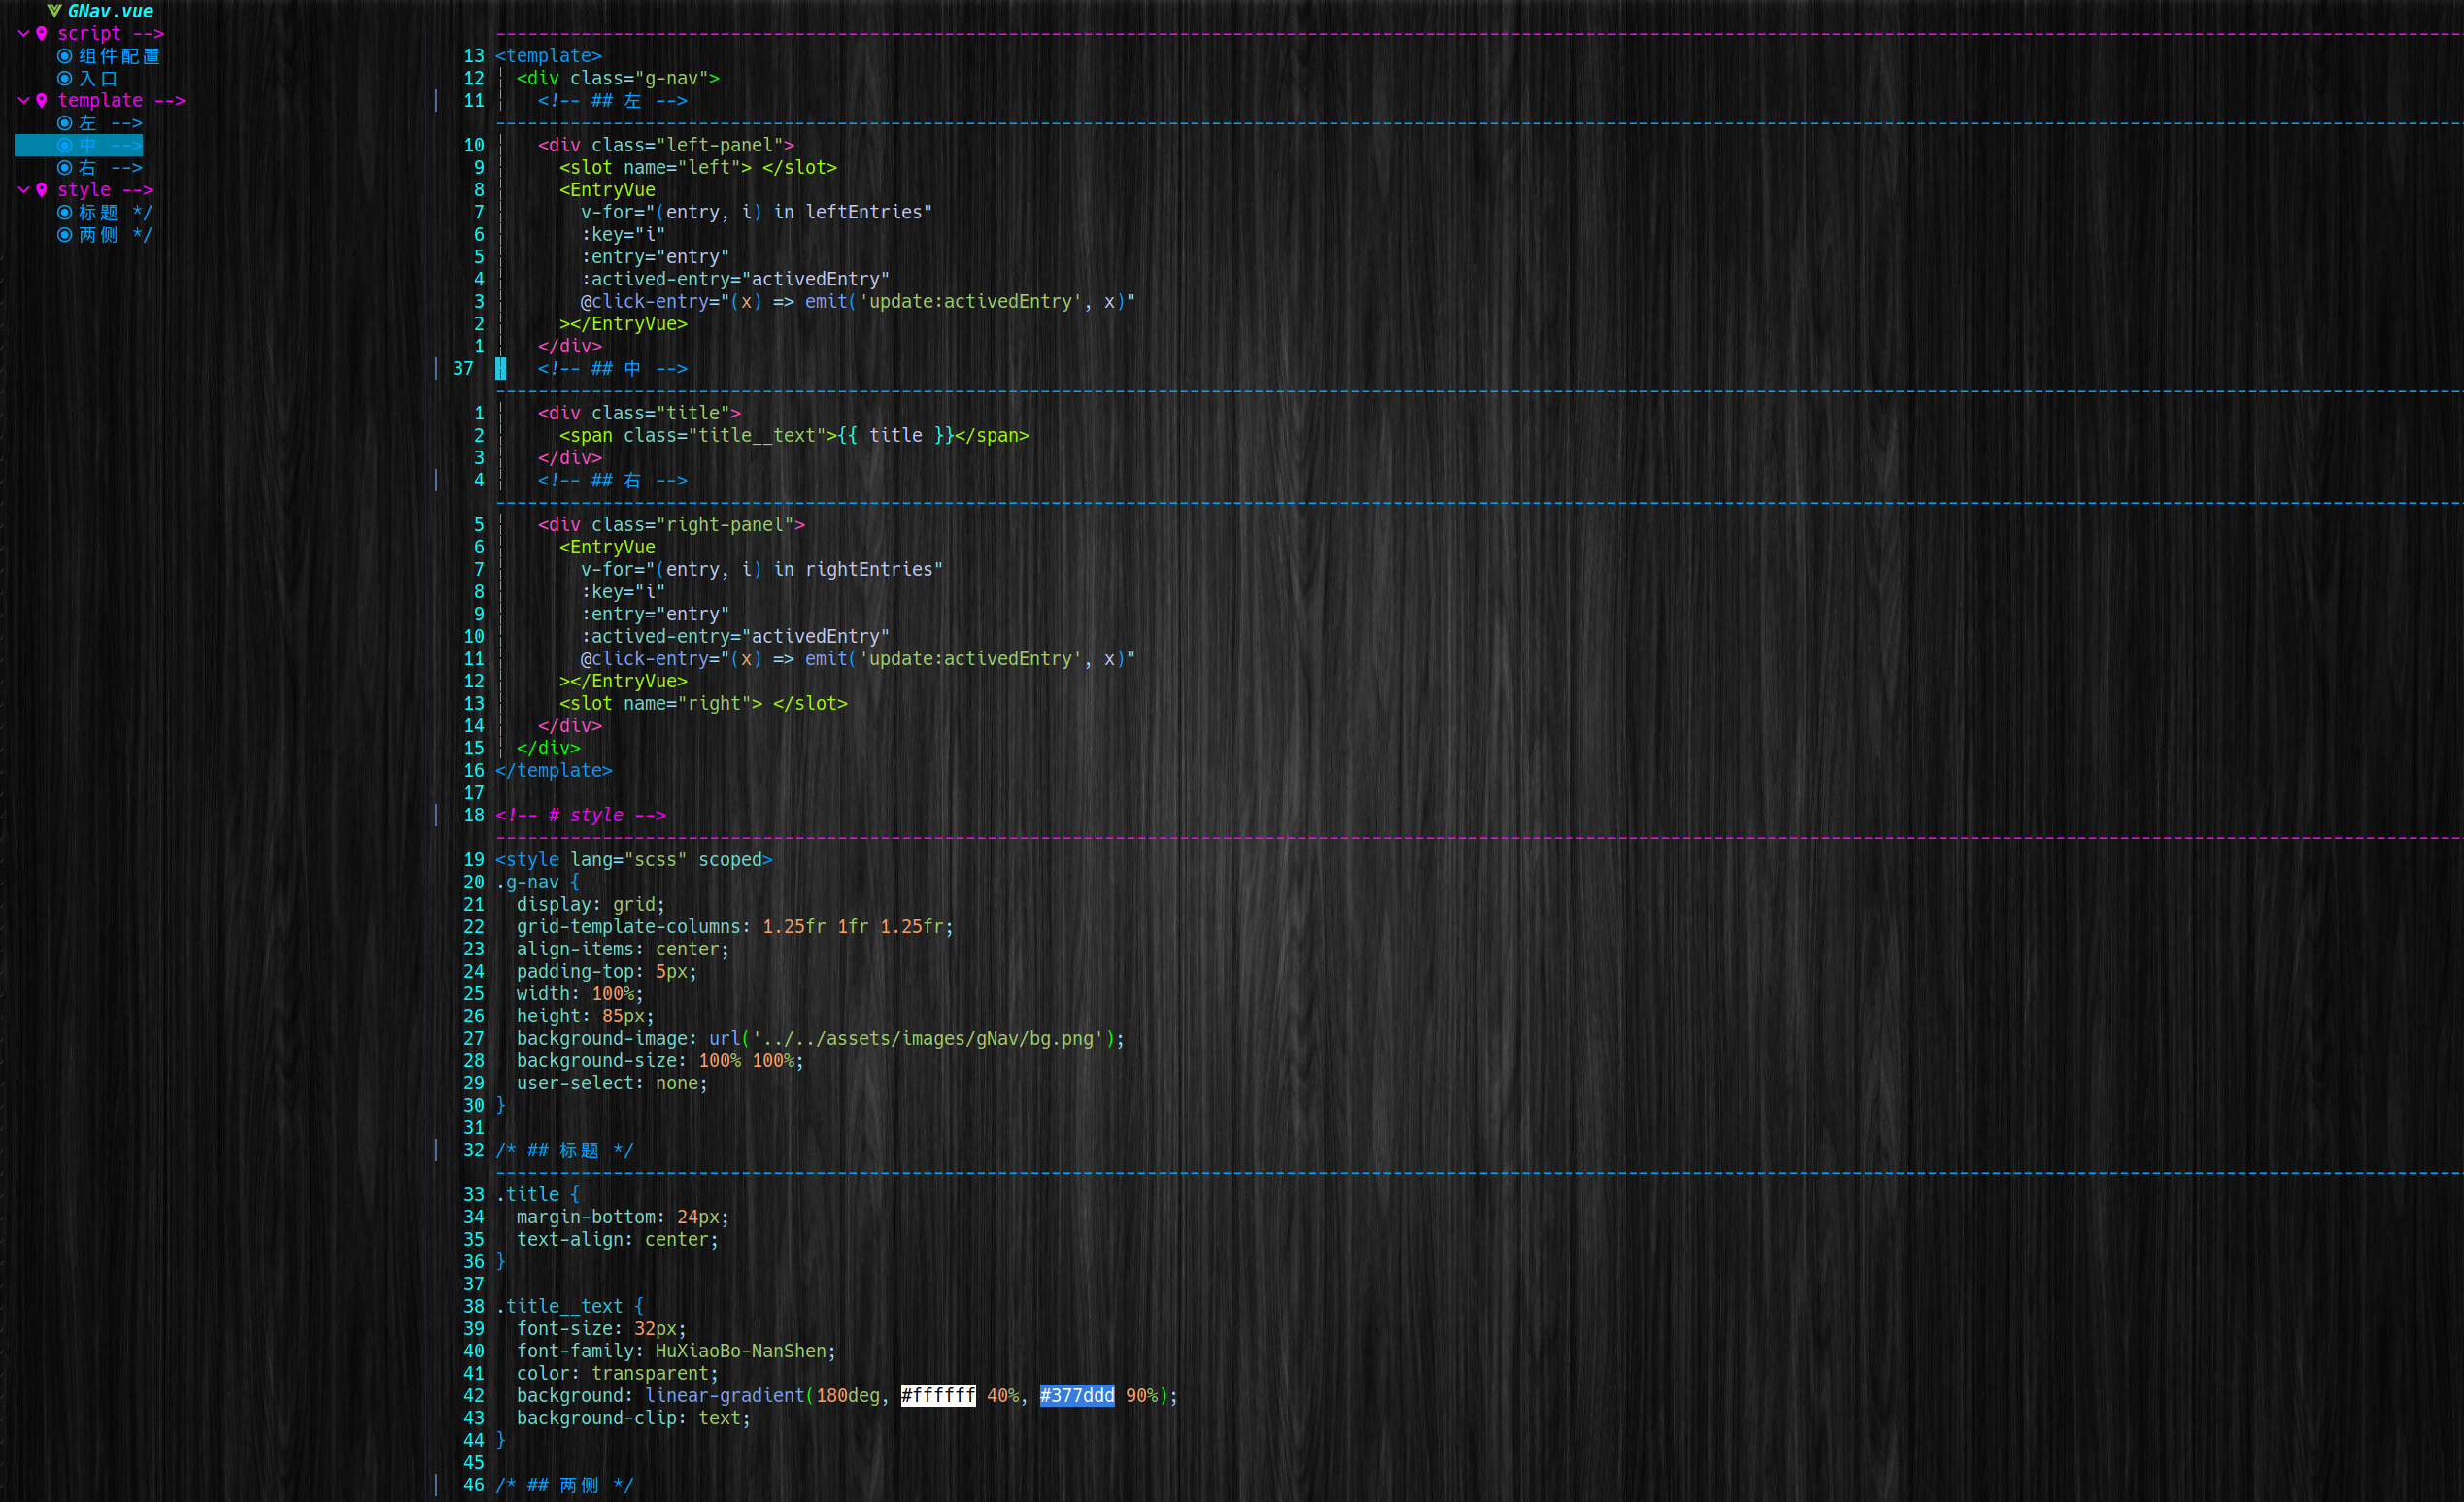 GNav.vue
script -->
组件配置
入口
template -->
左 -->
中 -->
右 -->
style -->
标题 */
两侧 */
13 <template>
12 <div class="g-nav">
11 <!-- ## 左 -->
10 <div class="left-panel">
9 <slot name="left"> </slot>
8 <EntryVue
7 v-for="(entry, i) in leftEntries"
6 :key="i"
5 :entry="entry"
4 :actived-entry="activedEntry"
3 @click-entry="(x) => emit('update:activedEntry', x)"
2 ></EntryVue>
1 </div>
37 <!-- ## 中 -->
1 <div class="title">
2 <span class="title__text">{{ title }}</span>
3 </div>
4 <!-- ## 右 -->
5 <div class="right-panel">
6 <EntryVue
7 v-for="(entry, i) in rightEntries"
8 :key="i"
9 :entry="entry"
10 :actived-entry="activedEntry"
11 @click-entry="(x) => emit('update:activedEntry', x)"
12 ></EntryVue>
13 <slot name="right"> </slot>
14 </div>
15 </div>
16 </template>
17
18 <!-- # style -->
19 <style lang="scss" scoped>
20 .g-nav {
21 display: grid;
22 grid-template-columns: 1.25fr 1fr 1.25fr;
23 align-items: center;
24 padding-top: 5px;
25 width: 100%;
26 height: 85px;
27 background-image: url('../../assets/images/gNav/bg.png');
28 background-size: 100% 100%;
29 user-select: none;
30 }
31
32 /* ## 标题 */
33 .title {
34 margin-bottom: 24px;
35 text-align: center;
36 }
37
38 .title__text {
39 font-size: 32px;
40 font-family: HuXiaoBo-NanShen;
41 color: transparent;
42 background: linear-gradient(180deg, #ffffff 40%, #377ddd 90%);
43 background-clip: text;
44 }
45
46 /* ## 两侧 */